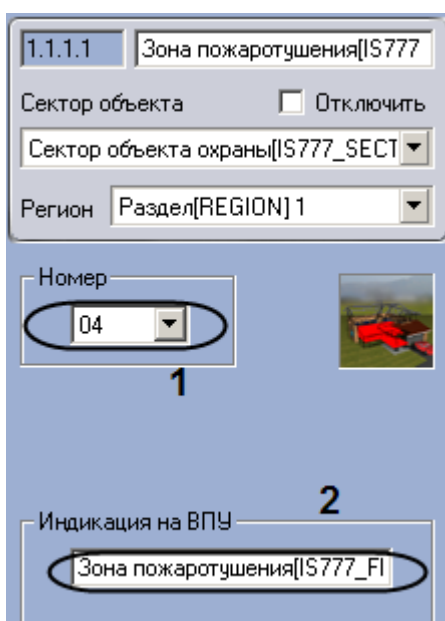 1.1.1.1 Зона пожаротушения[IS777
Сектор объекта Отключить
Сектор объекта охраны[IS777_SECT
Регион Раздел[REGION] 1
Номер
04
1
2
Индикация на ВПУ
Зона пожаротушения[IS777_FI